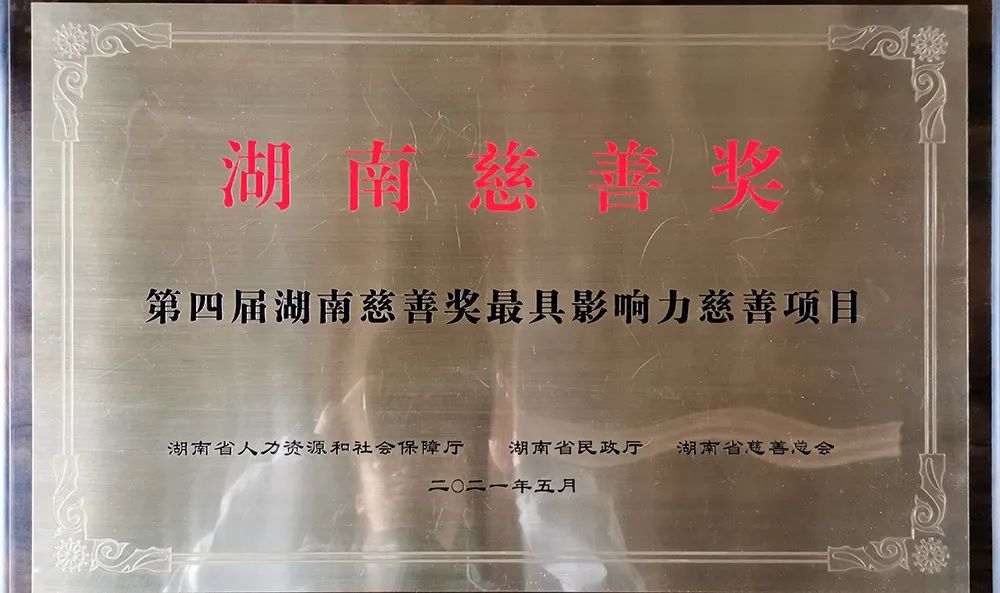 湖南慈善奖
第四届湖南慈善奖最具影响力慈善项目
湖南省人力资源和社会保障厅 湖南省民政厅 湖南省慈善总会
二〇二一年五月